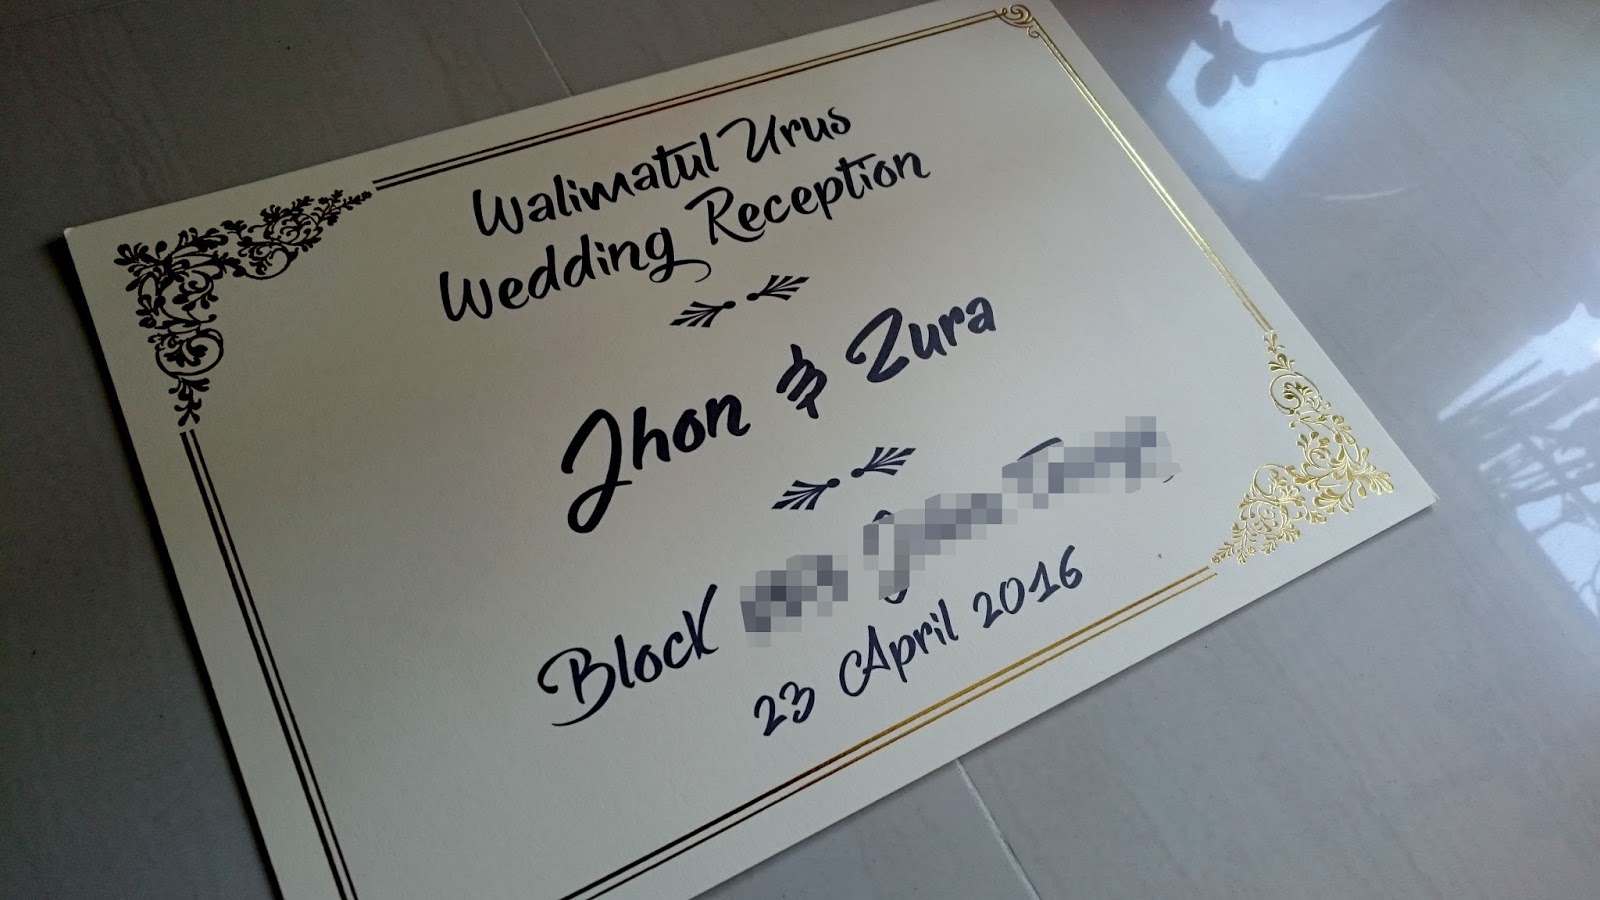 Walimatul Urus
Wedding Reception
Jhon & Zura
Block
23 April 2016